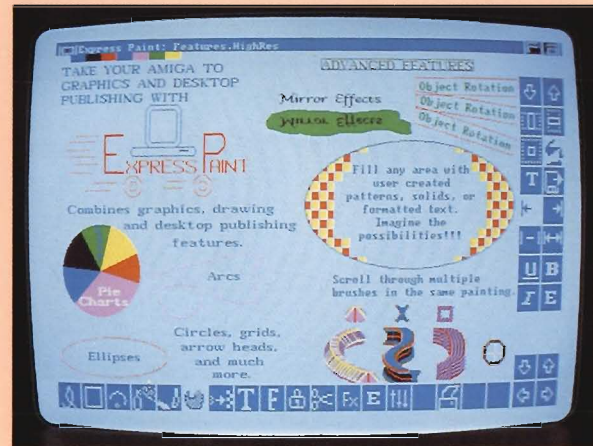 Express Paint: Features.HighRes
TAKE YOUR AMIGA TO
GRAPHICS AND DESKTOP
PUBLISHING WITH
EXPRESS PAINT
Combines graphics, drawing
and desktop publishing
features.
Pie
Charts
Arcs
Ellipses
Circles, grids,
arrow heads,
and much
more.
ADVANCED FEATURES
Mirror Effects
Mirror Effects
Object Rotation
Object Rotation
Object Rotation
Fill any area with
user created
patterns, solids, or
formatted text.
Imagine the
possibilities!!!
Scroll through multiple
brushes in the same painting.
T
U B
I E
T F Fx E